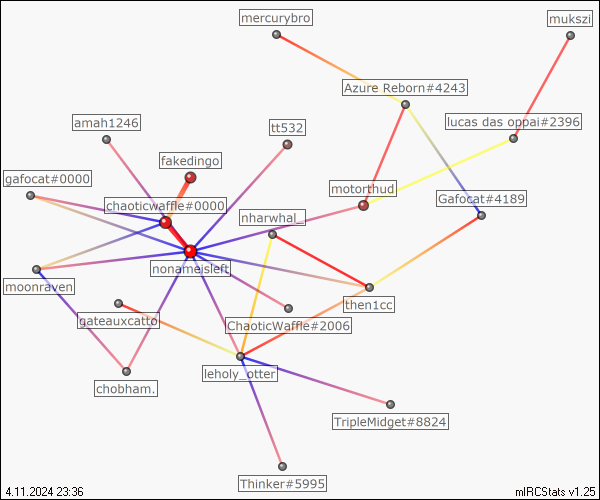 mercurybro
mukszi
Azure Reborn#4243
amah1246
tt532
lucas das oppai#2396
fakedingo
gafocat#0000
motorthud
Gafocat#4189
chaoticwaffle#0000
nharwhal_
nonameisleft
moonraven
then1cc
gateauxcatto
ChaoticWaffle#2006
leholy_otter
chobham.
TripleMidget#8824
Thinker#5995
4.11.2024 23:36
mIRCStats v1.25